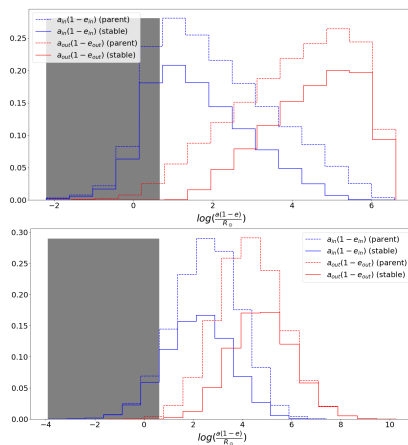 a_in(1 − e_in) (parent)
a_in(1 − e_in) (stable)
a_out(1 − e_out) (parent)
a_out(1 − e_out) (stable)
0.25
0.20
0.15
0.10
0.05
0.00
−2 0 2 4 6
log(a(1−e)/R⊙)
0.30
0.25
0.20
0.15
0.10
0.05
0.00
a_in(1 − e_in) (parent)
a_in(1 − e_in) (stable)
a_out(1 − e_out) (parent)
a_out(1 − e_out) (stable)
−4 −2 0 2 4 6 8 10
log(a(1−e)/R⊙)